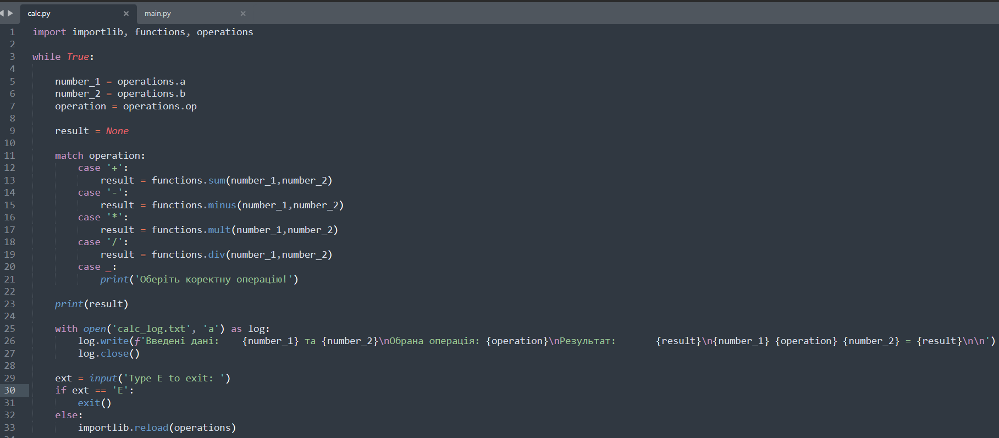 calc.py × main.py ×
1 import importlib, functions, operations
2
3 while True:
4
5 number_1 = operations.a
6 number_2 = operations.b
7 operation = operations.op
8
9 result = None
10
11 match operation:
12 case '+':
13 result = functions.sum(number_1,number_2)
14 case '-':
15 result = functions.minus(number_1,number_2)
16 case '*':
17 result = functions.mult(number_1,number_2)
18 case '/':
19 result = functions.div(number_1,number_2)
20 case _:
21 print('Оберіть коректну операцію!')
22
23 print(result)
24
25 with open('calc_log.txt', 'a') as log:
26 log.write(f'Введені дані:    {number_1} та {number_2}\nОбрана операція: {operation}\nРезультат:       {result}\n{number_1} {operation} {number_2} = {result}\n\n')
27 log.close()
28
29 ext = input('Type E to exit: ')
30 if ext == 'E':
31 exit()
32 else:
33 importlib.reload(operations)